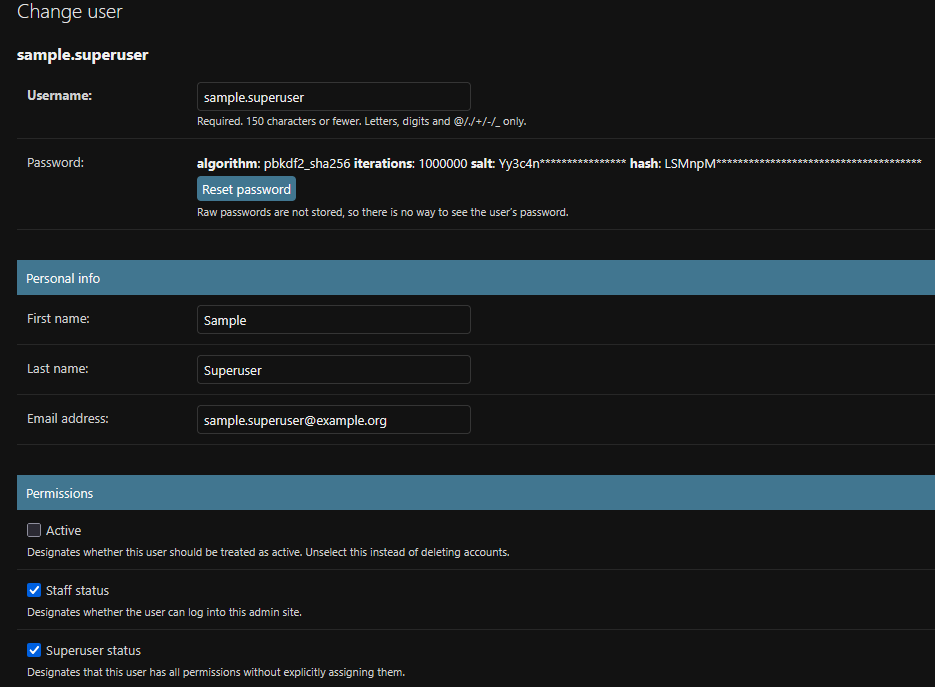 Change user
sample.superuser
Username:
sample.superuser
Required. 150 characters or fewer. Letters, digits and @/./+/-/_ only.
Password:
algorithm: pbkdf2_sha256 iterations: 1000000 salt: Yy3c4n**************** hash: LSMnpM**************************************
Reset password
Raw passwords are not stored, so there is no way to see the user's password.
Personal info
First name:
Sample
Last name:
Superuser
Email address:
sample.superuser@example.org
Permissions
Active
Designates whether this user should be treated as active. Unselect this instead of deleting accounts.
Staff status
Designates whether the user can log into this admin site.
Superuser status
Designates that this user has all permissions without explicitly assigning them.